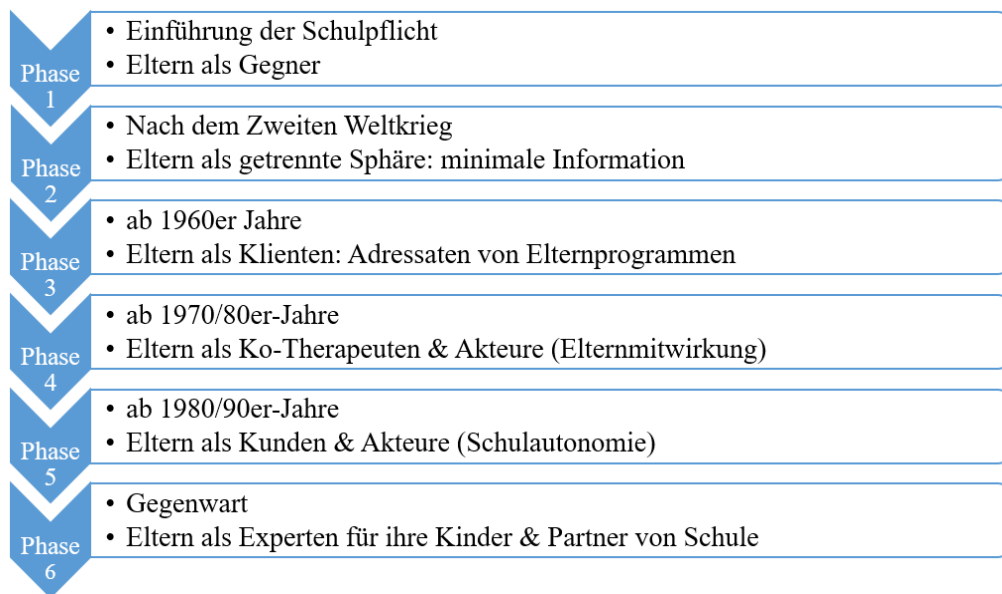 Phase
1
• Einführung der Schulpflicht
• Eltern als Gegner
Phase
2
• Nach dem Zweiten Weltkrieg
• Eltern als getrennte Sphäre: minimale Information
Phase
3
• ab 1960er Jahre
• Eltern als Klienten: Adressaten von Elternprogrammen
Phase
4
• ab 1970/80er-Jahre
• Eltern als Ko-Therapeuten & Akteure (Elternmitwirkung)
Phase
5
• ab 1980/90er-Jahre
• Eltern als Kunden & Akteure (Schulautonomie)
Phase
6
• Gegenwart
• Eltern als Experten für ihre Kinder & Partner von Schule